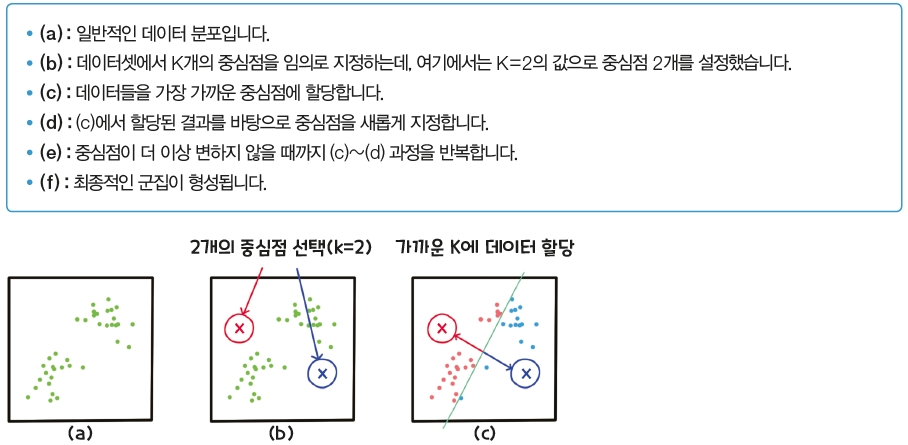 • (a) : 일반적인 데이터 분포입니다.
• (b) : 데이터셋에서 K개의 중심점을 임의로 지정하는데, 여기에서는 K=2의 값으로 중심점 2개를 설정했습니다.
• (c) : 데이터들을 가장 가까운 중심점에 할당합니다.
• (d) : (c)에서 할당된 결과를 바탕으로 중심점을 새롭게 지정합니다.
• (e) : 중심점이 더 이상 변하지 않을 때까지 (c)~(d) 과정을 반복합니다.
• (f) : 최종적인 군집이 형성됩니다.
2개의 중심점 선택(k=2) 가까운 K에 데이터 할당
x x
x x
(a) (b) (c)